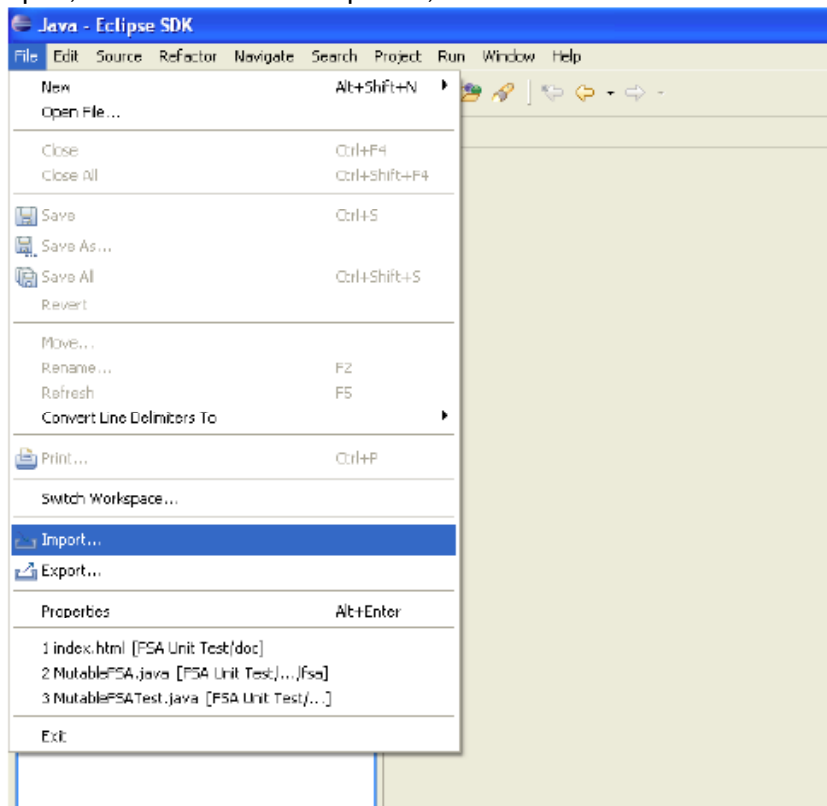 Java - Eclipse SDK
File Edit Source Refactor Navigate Search Project Run Window Help
New Alt+Shift+N
Open File...
Close Ctrl+F4
Close All Ctrl+Shift+F4
Save Ctrl+S
Save As...
Save All Ctrl+Shift+S
Revert
Move...
Rename... F2
Refresh F5
Convert Line Delimiters To
Print... Ctrl+P
Switch Workspace...
Import...
Export...
Properties Alt+Enter
1 index.html [FSA Unit Test/doc]
2 MutableFSA.java [FSA Unit Test/.../fsa]
3 MutableFSATest.java [FSA Unit Test/...]
Exit